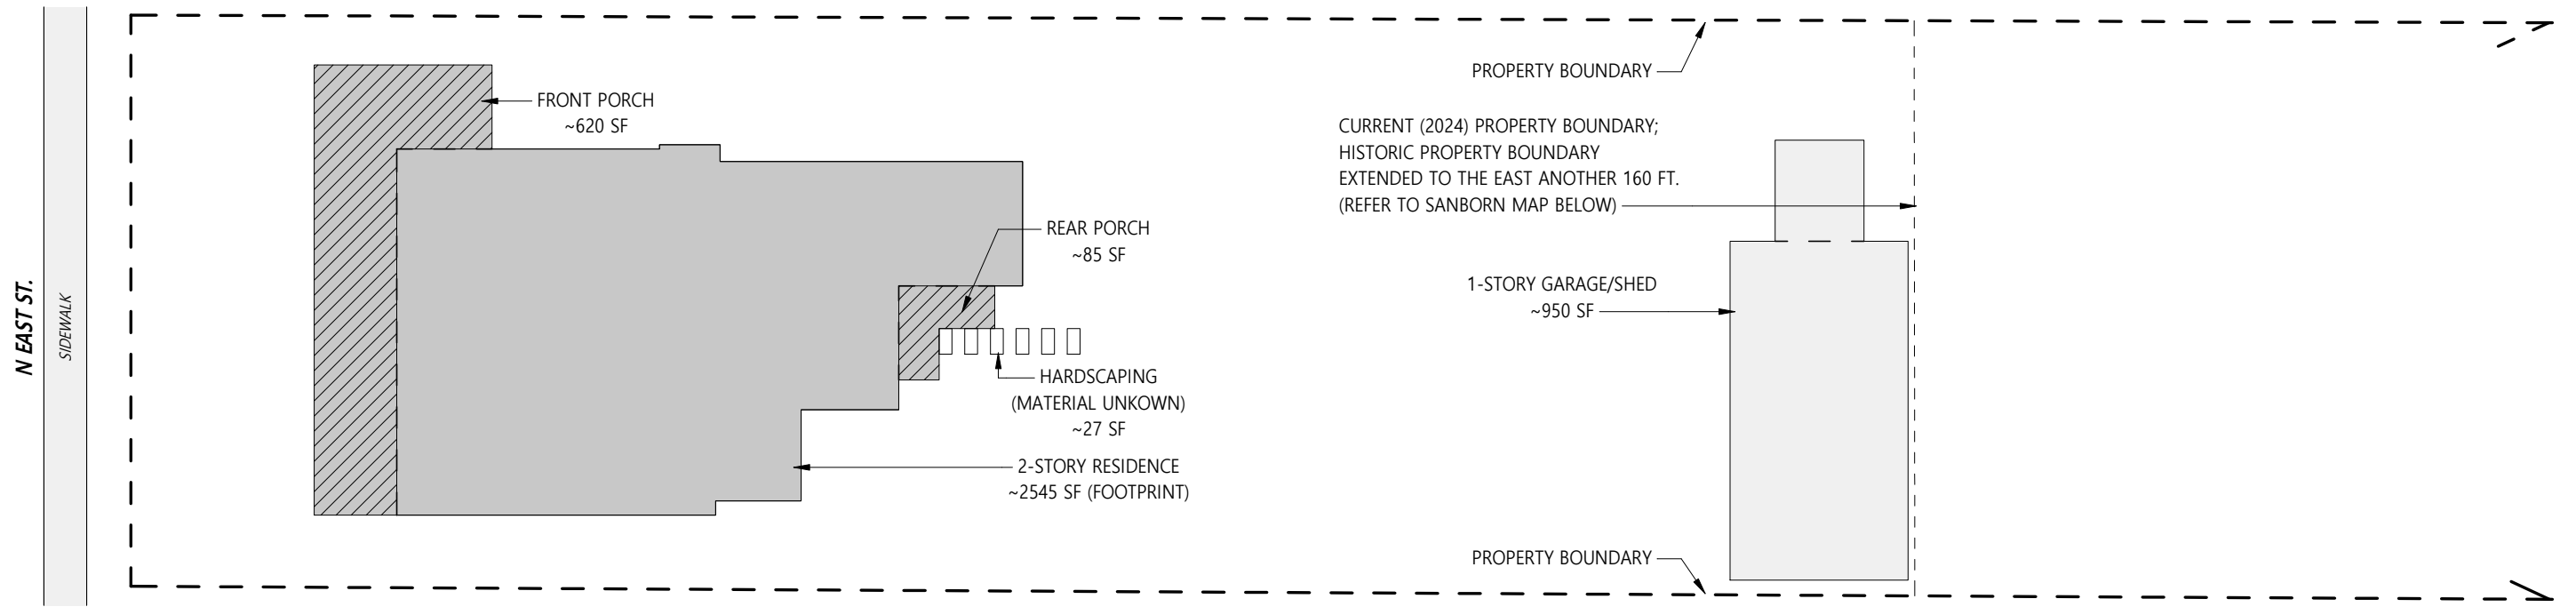 N EAST ST.
SIDEWALK
FRONT PORCH
~620 SF
REAR PORCH
~85 SF
HARDSCAPING
(MATERIAL UNKOWN)
~27 SF
2-STORY RESIDENCE
~2545 SF (FOOTPRINT)
PROPERTY BOUNDARY
CURRENT (2024) PROPERTY BOUNDARY;
HISTORIC PROPERTY BOUNDARY
EXTENDED TO THE EAST ANOTHER 160 FT.
(REFER TO SANBORN MAP BELOW)
1-STORY GARAGE/SHED
~950 SF
PROPERTY BOUNDARY